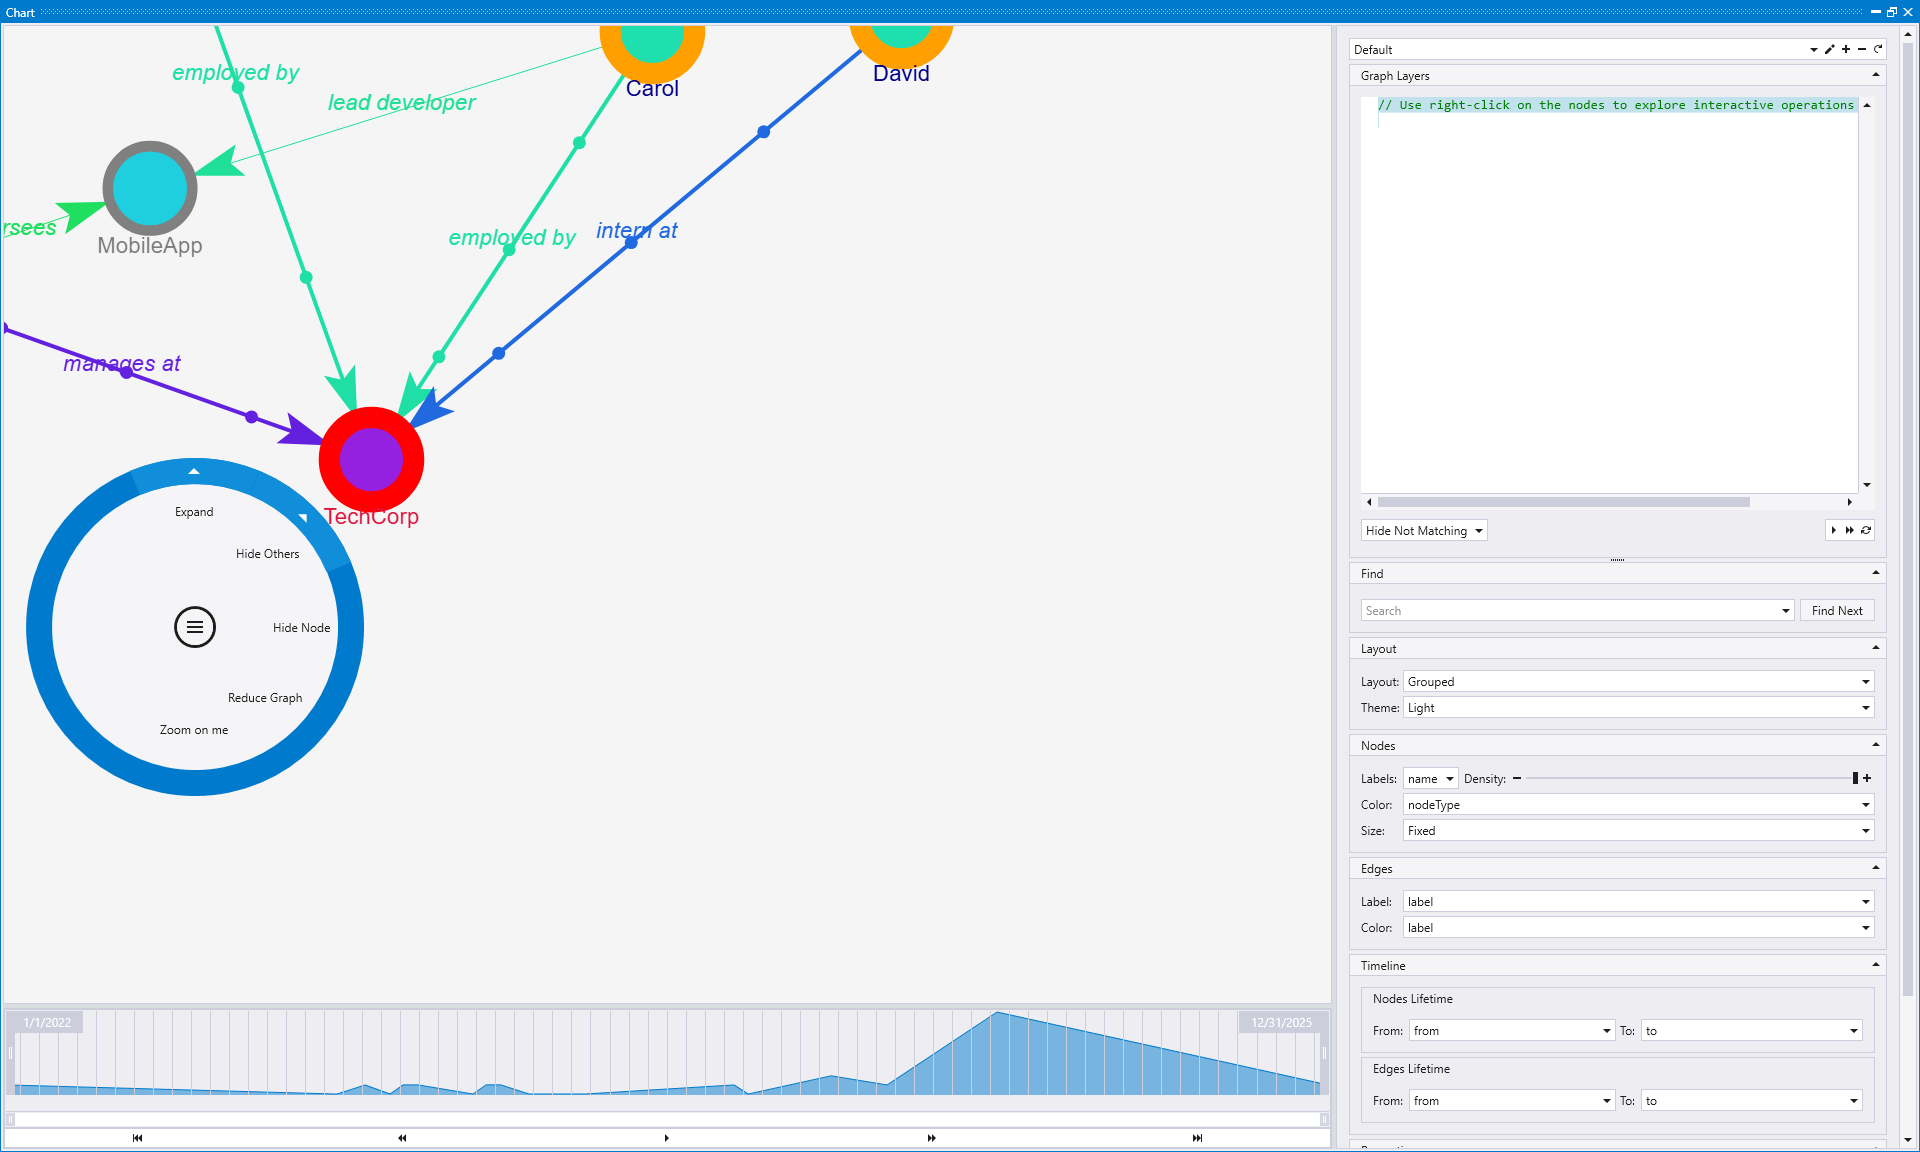 Chart
employed by
lead developer
Carol
David
MobileApp
rsees
employed by
intern at
manages at
TechCorp
Expand
Hide Others
Hide Node
Reduce Graph
Zoom on me
1/1/2022
12/31/2025
Default
Graph Layers
// Use right-click on the nodes to explore interactive operations
Hide Not Matching
Find
Search
Find Next
Layout
Layout: Grouped
Theme: Light
Nodes
Labels: name Density:
Color: nodeType
Size: Fixed
Edges
Label: label
Color: label
Timeline
Nodes Lifetime
From: from To: to
Edges Lifetime
From: from To: to